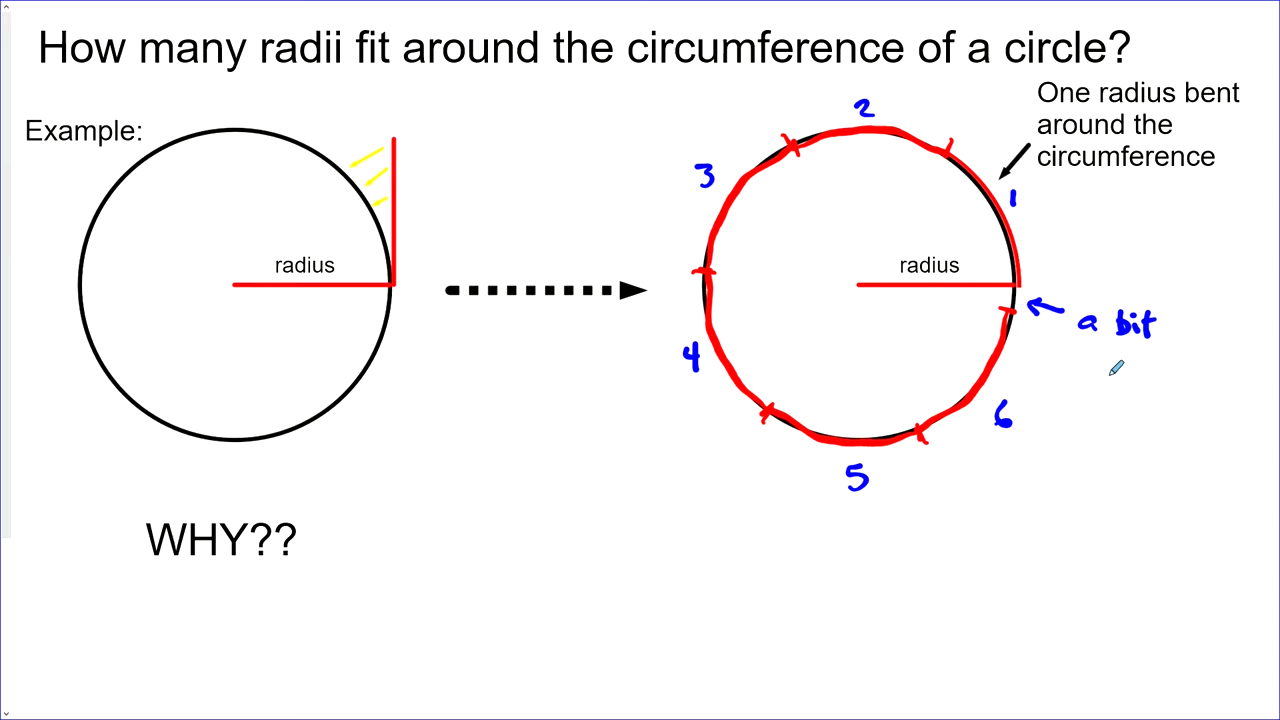 How many radii fit around the circumference of a circle?
Example:
radius
One radius bent
around the
circumference
radius
1
2
3
4
5
6
a bit
WHY??